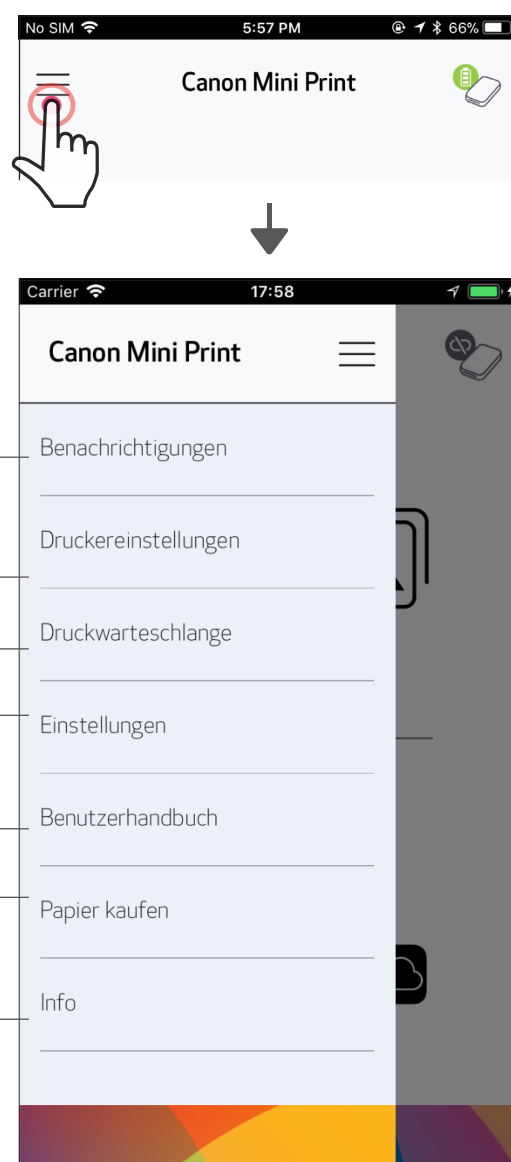 No SIM 5:57 PM 66%
Canon Mini Print
Carrier 17:58
Canon Mini Print
Benachrichtigungen
Druckereinstellungen
Druckwarteschlange
Einstellungen
Benutzerhandbuch
Papier kaufen
Info